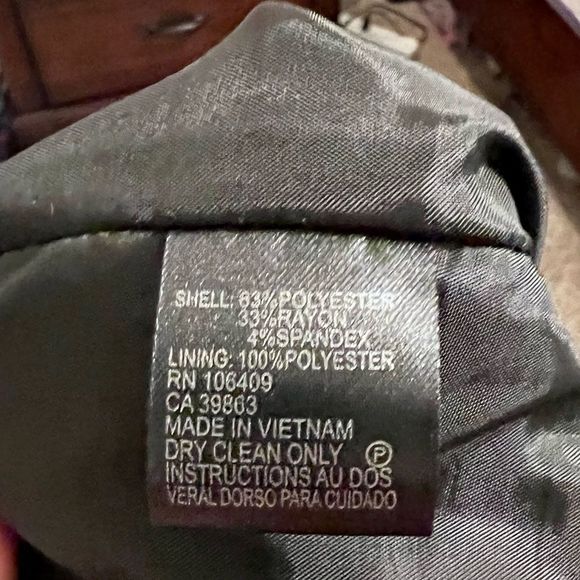 SHELL: 63%POLYESTER
33%RAYON
4%SPANDEX
LINING: 100%POLYESTER
RN 106409
CA 39863
MADE IN VIETNAM
DRY CLEAN ONLY Ⓟ
INSTRUCTIONS AU DOS
VERAL DORSO PARA CUIDADO